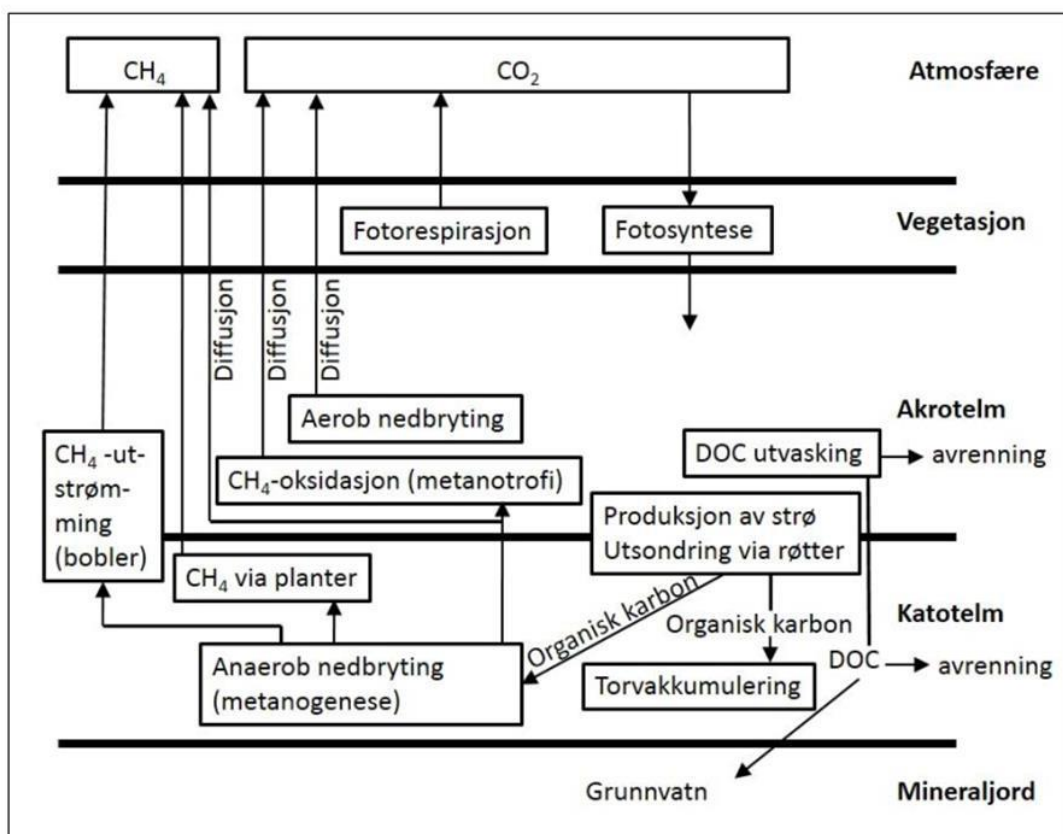 CH₄
CO₂
Atmosfære
Fotorespirasjon
Fotosyntese
Vegetasjon
Diffusjon
Diffusjon
Diffusjon
Aerob nedbryting
Akrotelm
CH₄ -ut-
strøm-
ming
(bobler)
CH₄-oksidasjon (metanotrofi)
DOC utvasking
avrenning
Produksjon av strø
Utsondring via røtter
CH₄ via planter
Organisk karbon
Organisk karbon
Katotelm
Anaerob nedbryting
(metanogenese)
Torvakkumulering
DOC
avrenning
Grunnvatn
Mineraljord